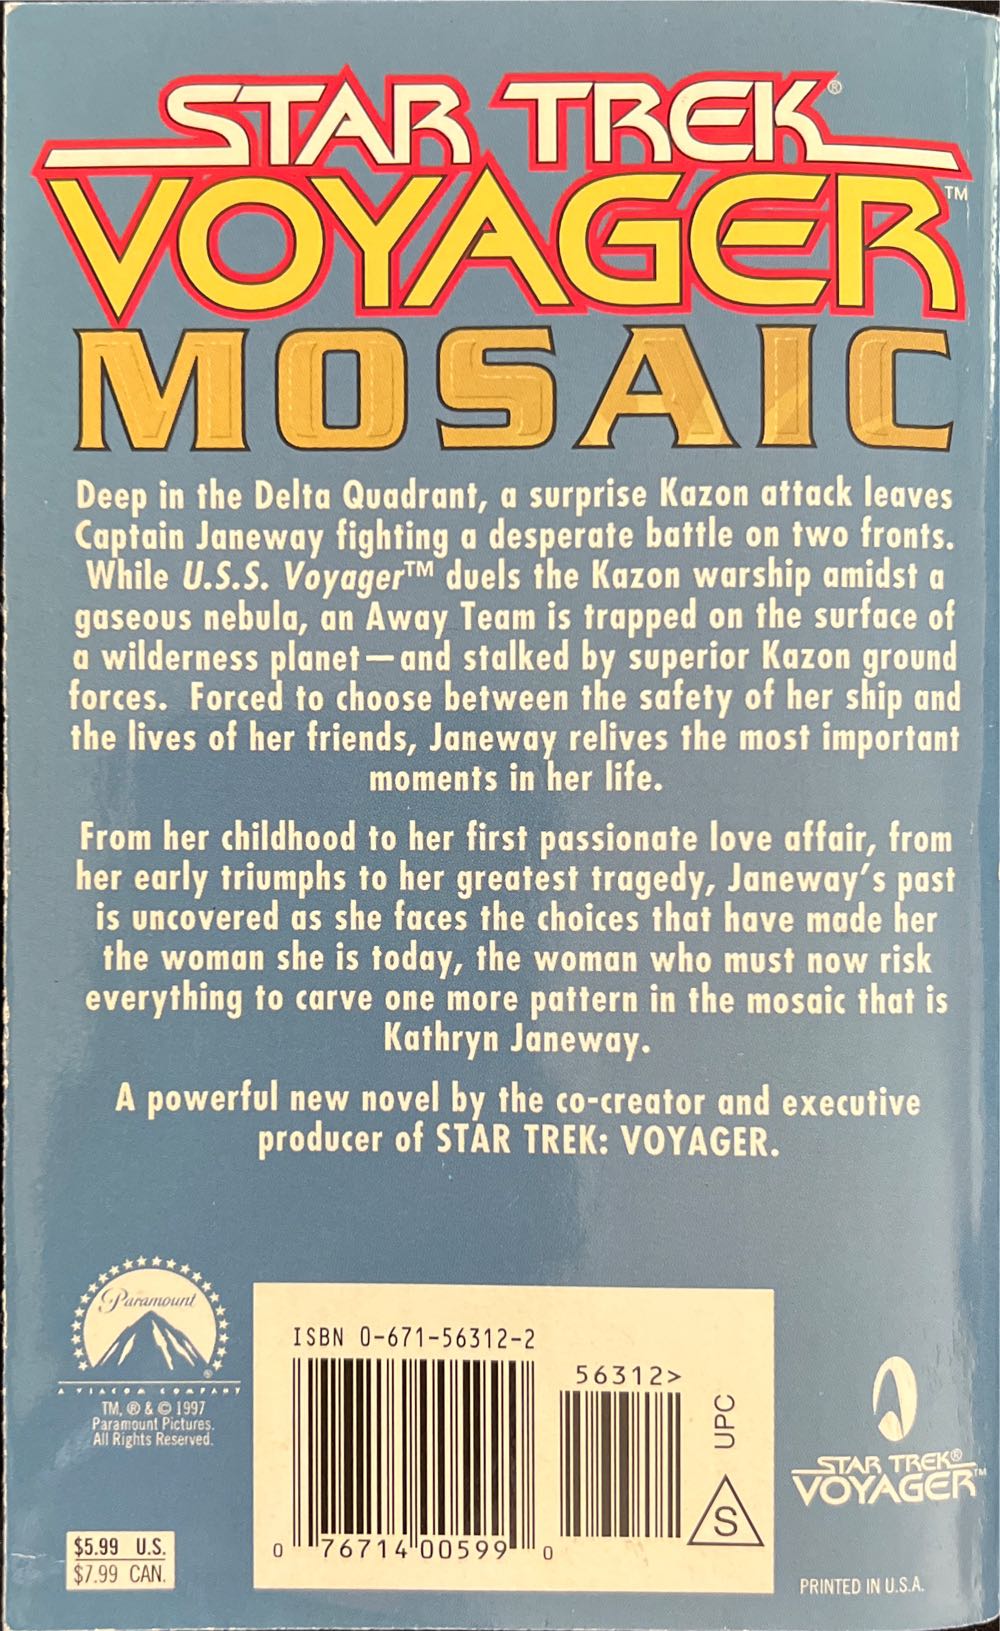 STAR TREK®
VOYAGER™
MOSAIC
Deep in the Delta Quadrant, a surprise Kazon attack leaves
Captain Janeway fighting a desperate battle on two fronts.
While U.S.S. Voyager™ duels the Kazon warship amidst a
gaseous nebula, an Away Team is trapped on the surface of
a wilderness planet—and stalked by superior Kazon ground
forces. Forced to choose between the safety of her ship and
the lives of her friends, Janeway relives the most important
moments in her life.
From her childhood to her first passionate love affair, from
her early triumphs to her greatest tragedy, Janeway's past
is uncovered as she faces the choices that have made her
the woman she is today, the woman who must now risk
everything to carve one more pattern in the mosaic that is
Kathryn Janeway.
A powerful new novel by the co-creator and executive
producer of STAR TREK: VOYAGER.
Paramount
®
A VIACOM COMPANY
TM, ® & © 1997
Paramount Pictures.
All Rights Reserved.
$5.99 U.S.
$7.99 CAN.
ISBN 0-671-56312-2
56312>
0 76714 00599 0
UPC
S
STAR TREK®
VOYAGER™
PRINTED IN U.S.A.